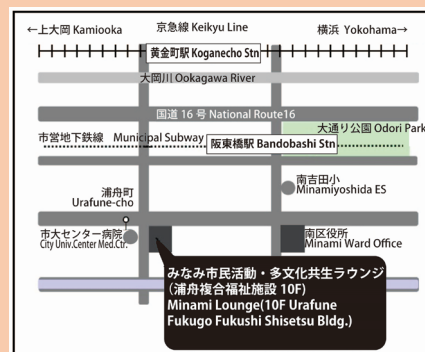 ←上大岡 Kamiooka 京急線 Keikyu Line 横浜 Yokohama→
黄金町駅 Koganecho Stn
大岡川 Ookagawa River
国道 16 号 National Route16
大通り公園 Odori Park
市営地下鉄線 Municipal Subway 阪東橋駅 Bandobashi Stn
南吉田小
Minamiyoshida ES
浦舟町
Urafune-cho
市大センター病院
City Univ.Center Med.Ctr.
南区役所
Minami Ward Office
みなみ市民活動・多文化共生ラウンジ
(浦舟複合福祉施設 10F)
Minami Lounge(10F Urafune
Fukugo Fukushi Shisetsu Bldg.)